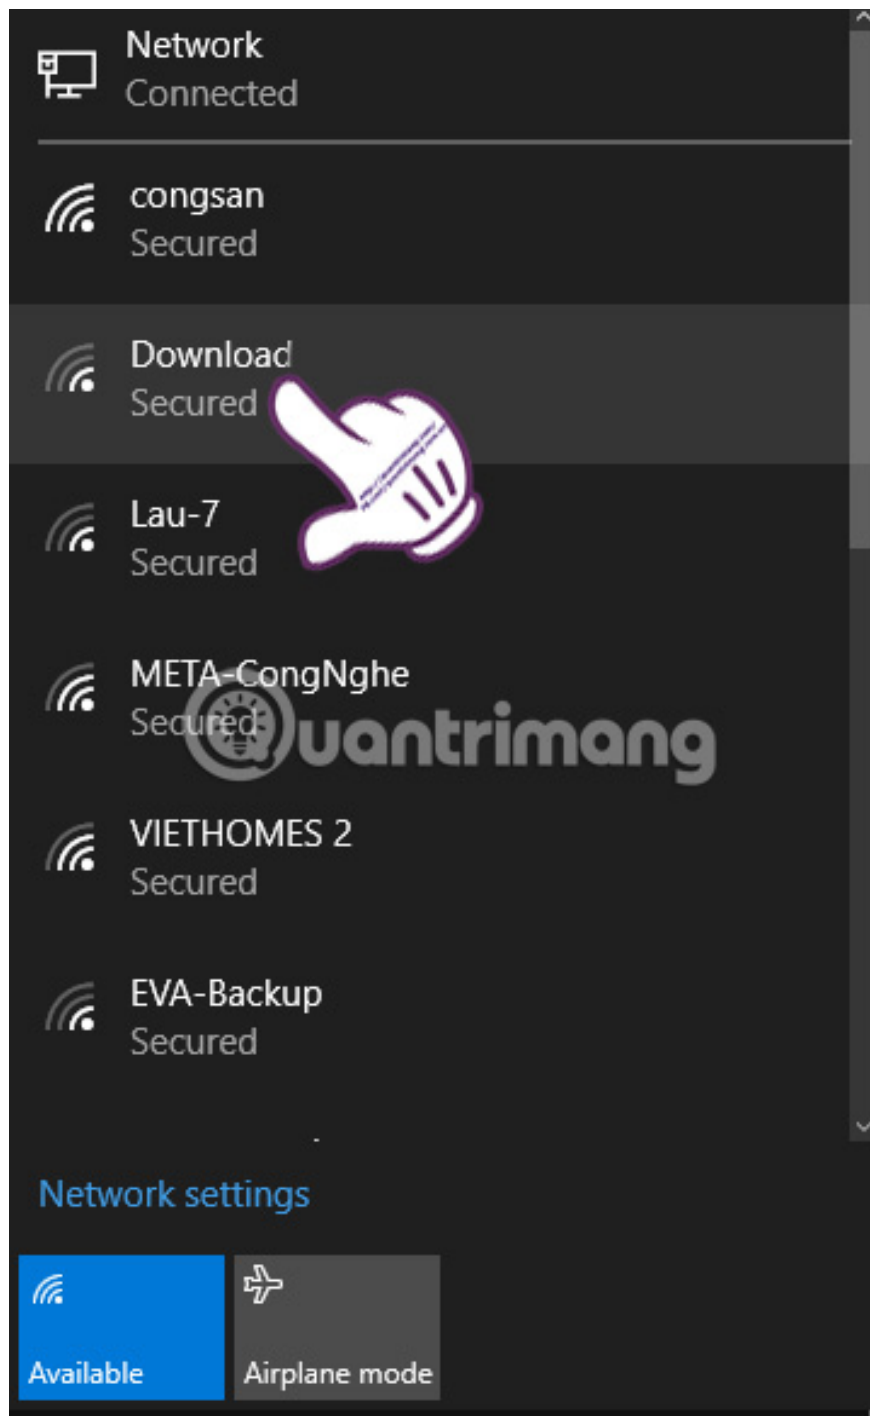 Network
Connected
congsan
Secured
Download
Secured
Lau-7
Secured
META-CongNghe
Secured
Quantrimang
VIETHOMES 2
Secured
EVA-Backup
Secured
Network settings
Available
Airplane mode